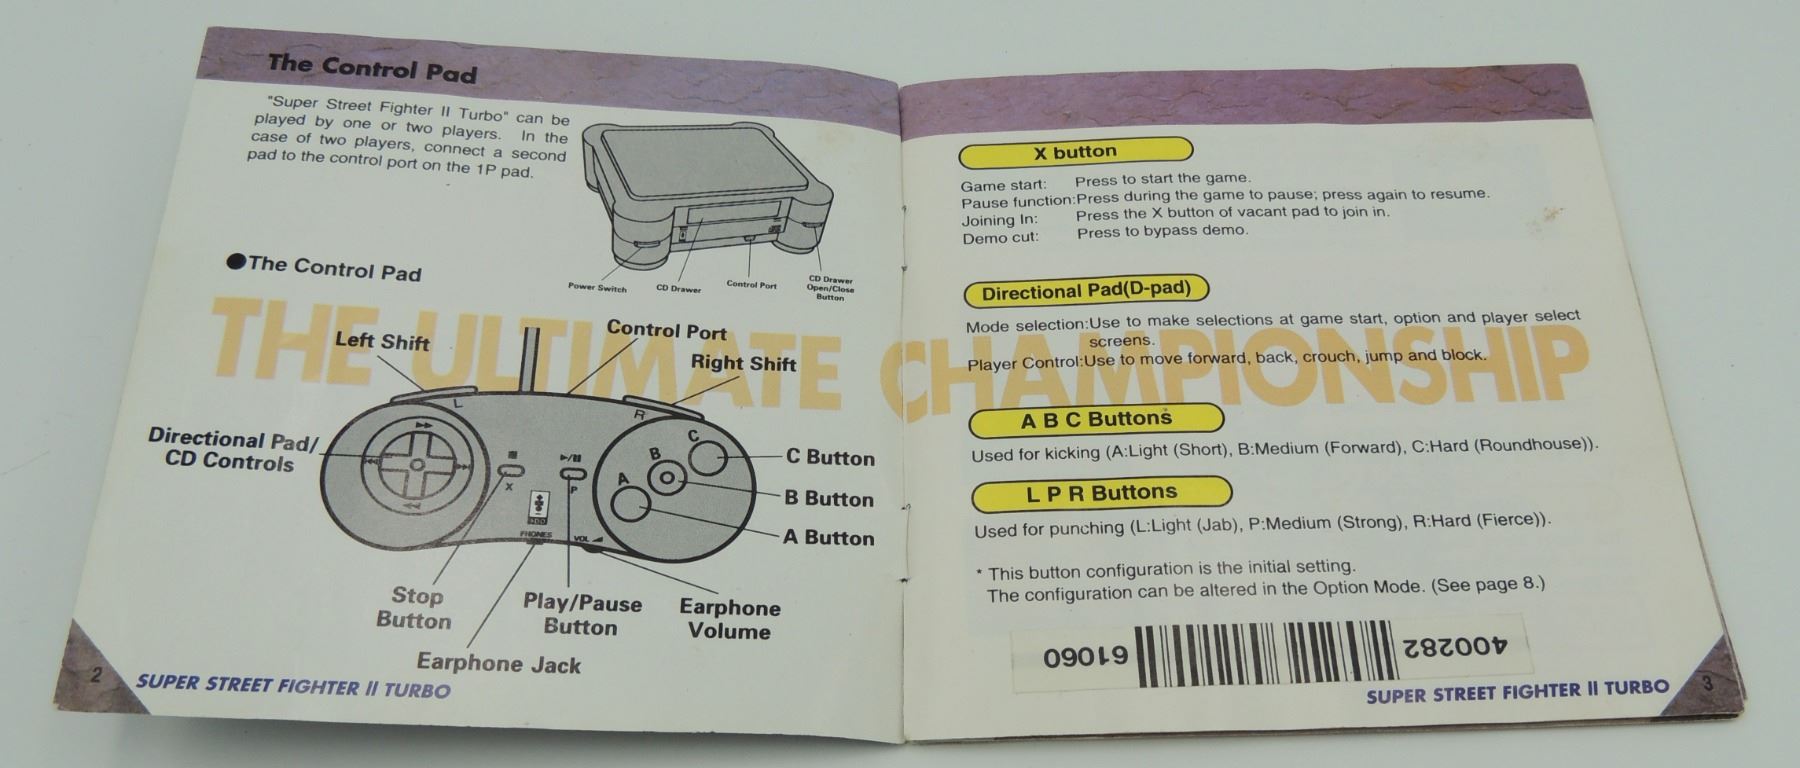 The Control Pad
"Super Street Fighter II Turbo" can be
played by one or two players. In the
case of two players, connect a second
pad to the control port on the 1P pad.
Power Switch
CD Drawer
Control Port
CD Drawer
Open/Close
Button
●The Control Pad
THE ULTIMATE CHAMPIONSHIP
Left Shift
Control Port
Right Shift
L
R
Directional Pad/
CD Controls
X
P
A
B
C
C Button
B Button
A Button
PHONES
VOL
Stop
Button
Play/Pause
Button
Earphone
Volume
Earphone Jack
2
SUPER STREET FIGHTER II TURBO
X button
Game start: Press to start the game.
Pause function:Press during the game to pause; press again to resume.
Joining In: Press the X button of vacant pad to join in.
Demo cut: Press to bypass demo.
Directional Pad(D-pad)
Mode selection:Use to make selections at game start, option and player select
screens.
Player Control:Use to move forward, back, crouch, jump and block.
A B C Buttons
Used for kicking (A:Light (Short), B:Medium (Forward), C:Hard (Roundhouse)).
L P R Buttons
Used for punching (L:Light (Jab), P:Medium (Strong), R:Hard (Fierce)).
* This button configuration is the initial setting.
The configuration can be altered in the Option Mode. (See page 8.)
400282 61060
SUPER STREET FIGHTER II TURBO
3